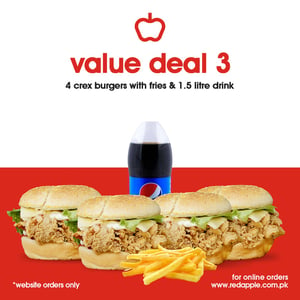 value deal 3
4 crex burgers with fries & 1.5 litre drink
for online orders
*website orders only
www.redapple.com.pk